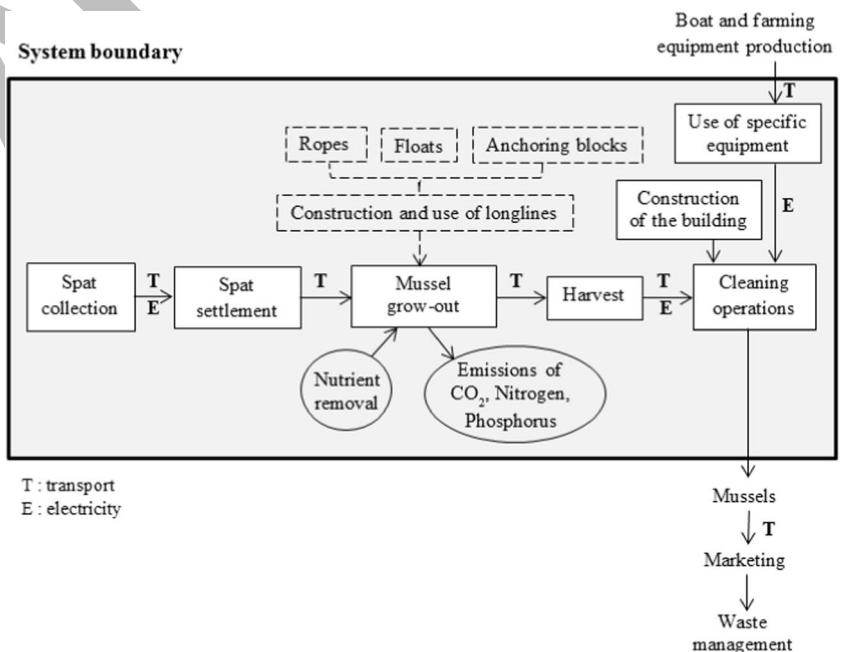 Boat and farming
equipment production
System boundary
T
Use of specific
equipment
Ropes
Floats
Anchoring blocks
Construction
of the building
E
Construction and use of longlines
Spat
collection
T
E
Spat
settlement
T
Mussel
grow-out
T
Harvest
T
E
Cleaning
operations
Nutrient
removal
Emissions of
CO₂, Nitrogen,
Phosphorus
T : transport
E : electricity
Mussels
T
Marketing
Waste
management